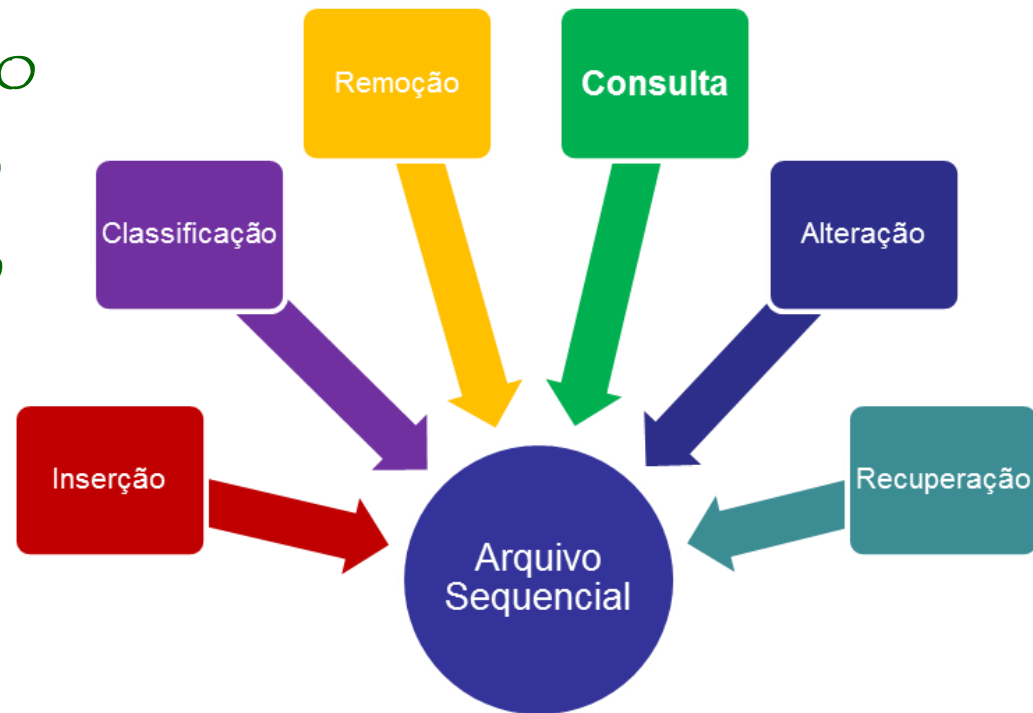 Remoção
Consulta
Classificação
Alteração
Inserção
Recuperação
Arquivo
Sequencial